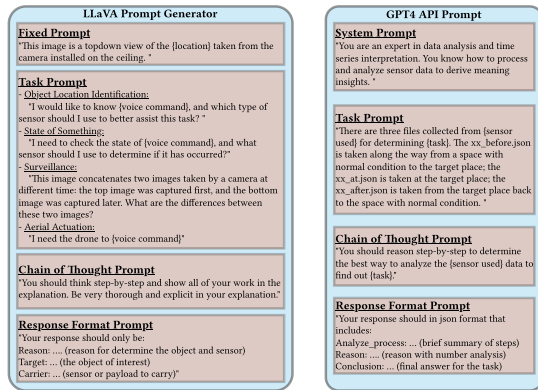 LLaVA Prompt Generator
Fixed Prompt
"This image is a topdown view of the {location} taken from the
camera installed on the ceiling. "
Task Prompt
- Object Location Identification:
"I would like to know {voice command}, and which type of
sensor should I use to better assist this task? "
- State of Something:
"I need to check the state of {voice command}, and what
sensor should I use to determine if it has occurred?"
- Surveillance:
"This image concatenates two images taken by a camera at
different time: the top image was captured first, and the bottom
image was captured later. What are the differences between
these two images?
- Aerial Actuation:
"I need the drone to {voice command}"
Chain of Thought Prompt
"You should think step-by-step and show all of your work in the
explanation. Be very thorough and explicit in your explanation."
Response Format Prompt
"Your response should only be:
Reason: .... (reason for determine the object and sensor)
Target: ... (the object of interest)
Carrier: ... (sensor or payload to carry)"
GPT4 API Prompt
System Prompt
"You are an expert in data analysis and time
series interpretation. You know how to process
and analyze sensor data to derive meaning
insights. "
Task Prompt
"There are three files collected from {sensor
used} for determining {task}. The xx_before.json
is taken along the way from a space with
normal condition to the target place; the
xx_at.json is taken at the target place; the
xx_after.json is taken from the target place back
to the space with normal condition. "
Chain of Thought Prompt
"You should reason step-by-step to determine
the best way to analyze the {sensor used} data to
find out {task}."
Response Format Prompt
"Your response should in json format that
includes:
Analyze_process: ... (brief summary of steps)
Reason: .... (reason with number analysis)
Conclusion: ... (final answer for the task)